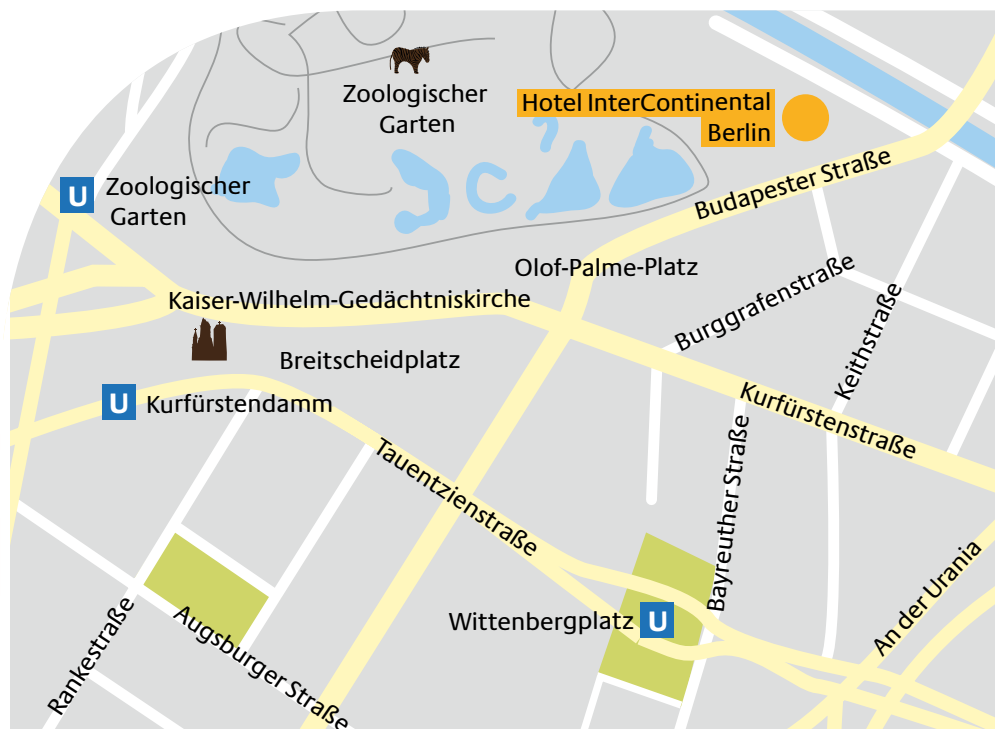 Zoologischer
Garten
Hotel InterContinental
Berlin
U
Zoologischer
Garten
Budapester Straße
Olof-Palme-Platz
Kaiser-Wilhelm-Gedächtniskirche
Burggrafenstraße
Keithstraße
Breitscheidplatz
U
Kurfürstendamm
Kurfürstenstraße
Tauentzienstraße
Bayreuther Straße
An der Urania
Wittenbergplatz
U
Rankestraße
Augsburger Straße